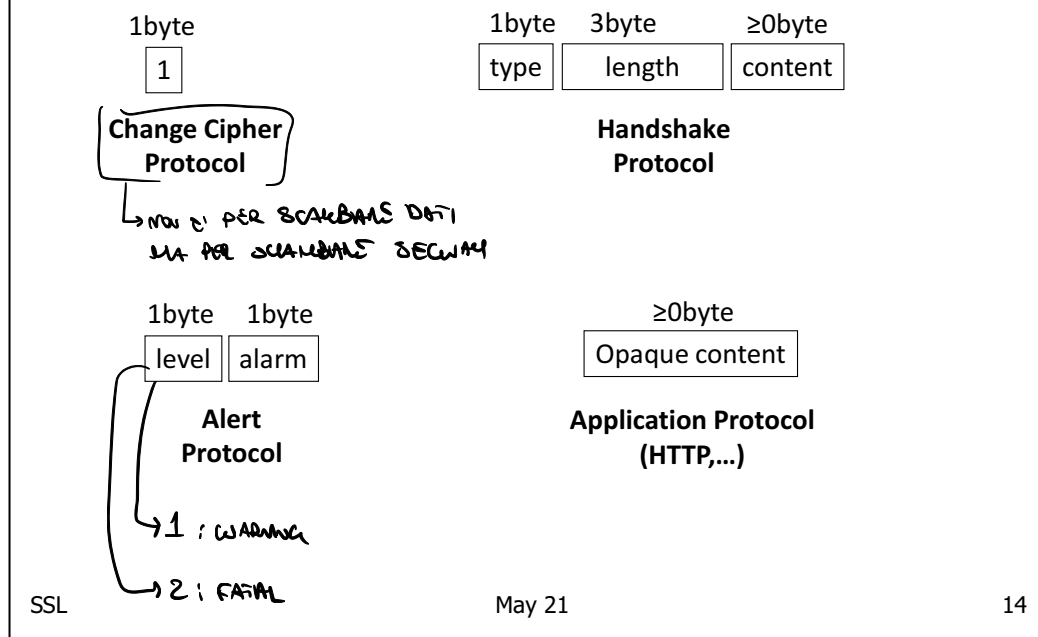 1byte
1
Change Cipher
Protocol
NON È PER SCAMBIARE DATI
MA PER SCAMBIARE SEGNALI
1byte 3byte ≥0byte
type length content
Handshake
Protocol
1byte 1byte
level alarm
Alert
Protocol
1 : WARNING
2 : FATAL
≥0byte
Opaque content
Application Protocol
(HTTP,...)
SSL May 21 14